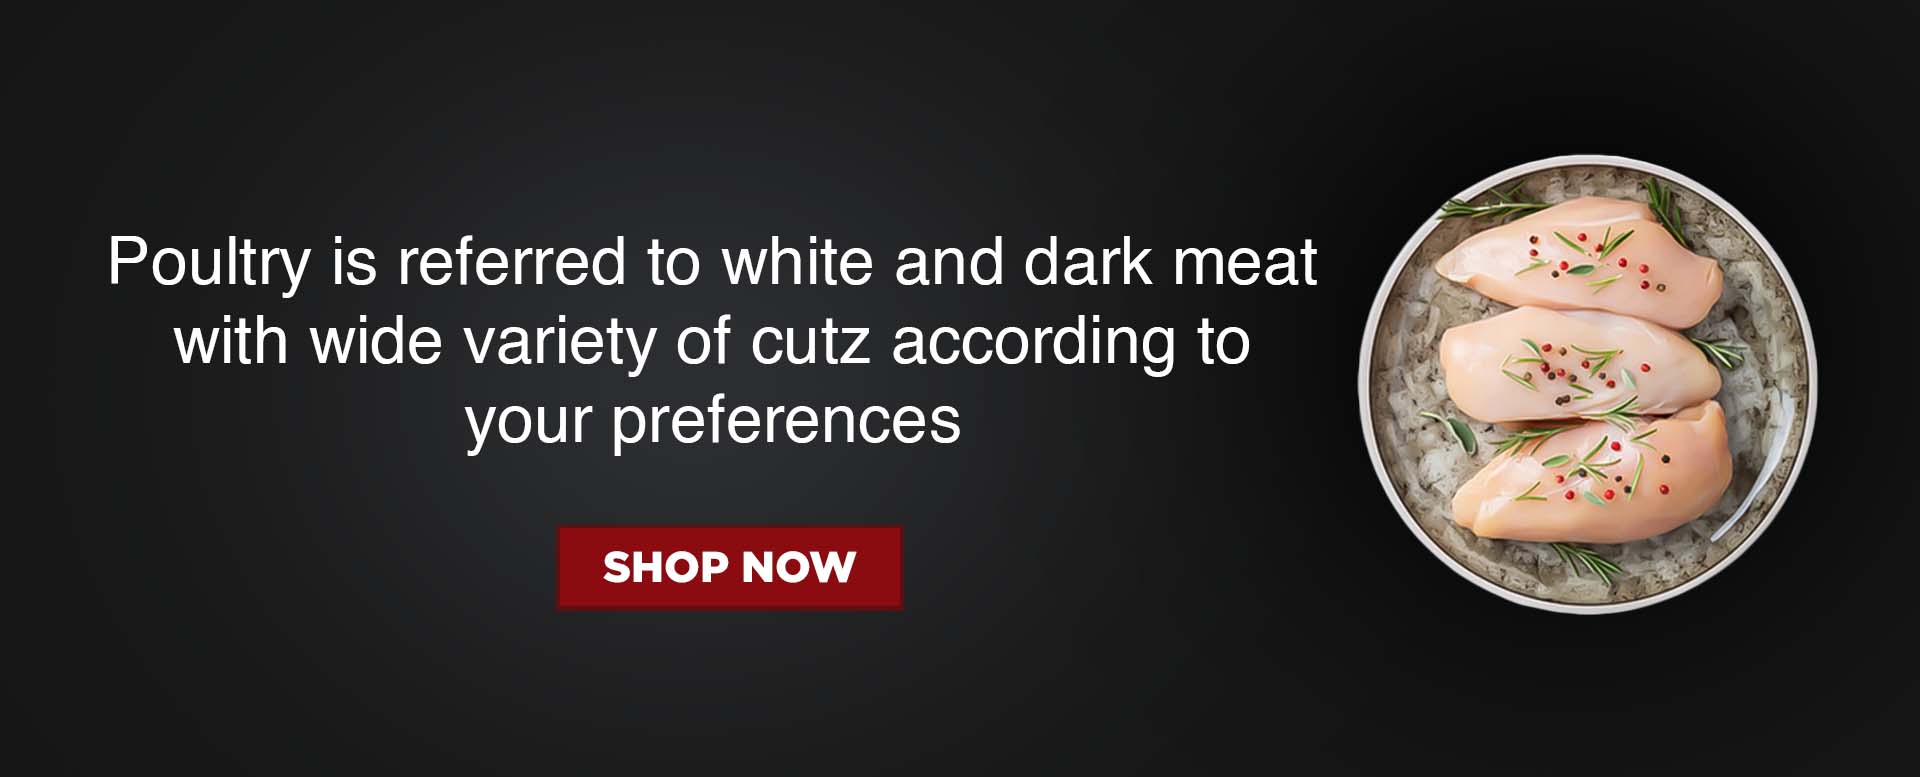 Poultry is referred to white and dark meat
with wide variety of cutz according to
your preferences
SHOP NOW